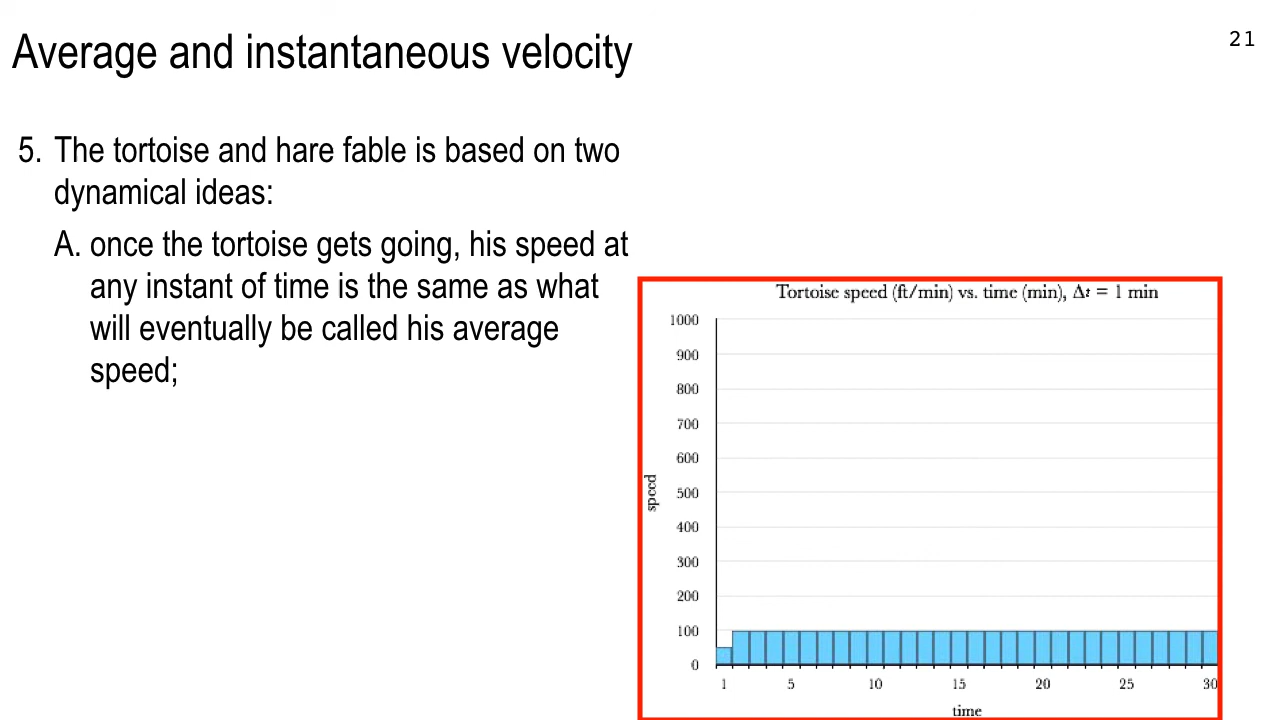 Average and instantaneous velocity
21
5. The tortoise and hare fable is based on two
dynamical ideas:
A. once the tortoise gets going, his speed at
any instant of time is the same as what
will eventually be called his average
speed;
Tortoise speed (ft/min) vs. time (min), Δt = 1 min
1000
900
800
700
600
500
400
300
200
100
0
speed
1 5 10 15 20 25 30
time